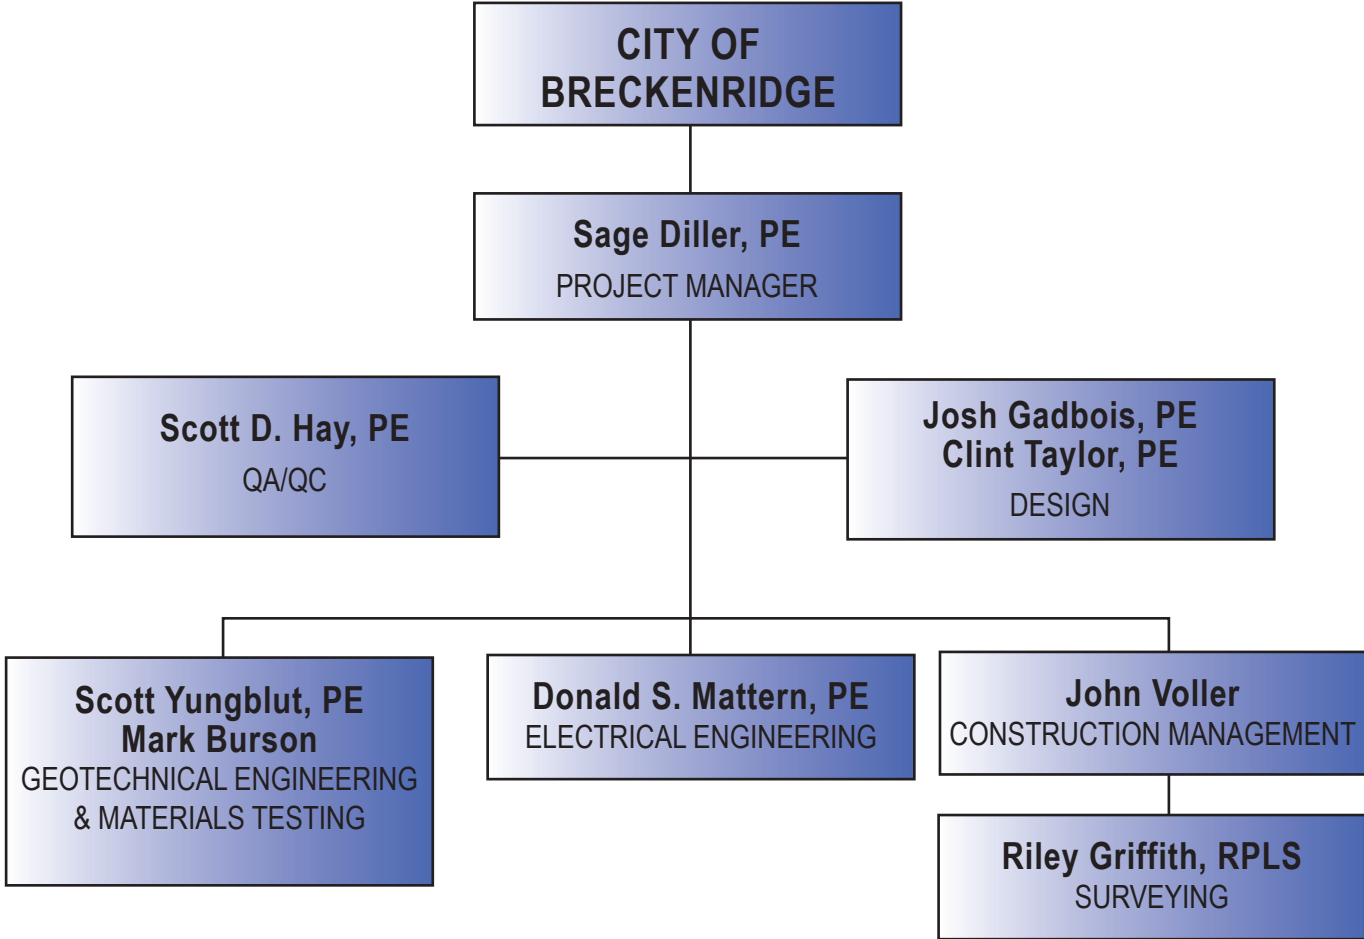 CITY OF
BRECKENRIDGE
Sage Diller, PE
PROJECT MANAGER
Scott D. Hay, PE
QA/QC
Josh Gadbois, PE
Clint Taylor, PE
DESIGN
Scott Yungblut, PE
Mark Burson
GEOTECHNICAL ENGINEERING
& MATERIALS TESTING
Donald S. Mattern, PE
ELECTRICAL ENGINEERING
John Voller
CONSTRUCTION MANAGEMENT
Riley Griffith, RPLS
SURVEYING